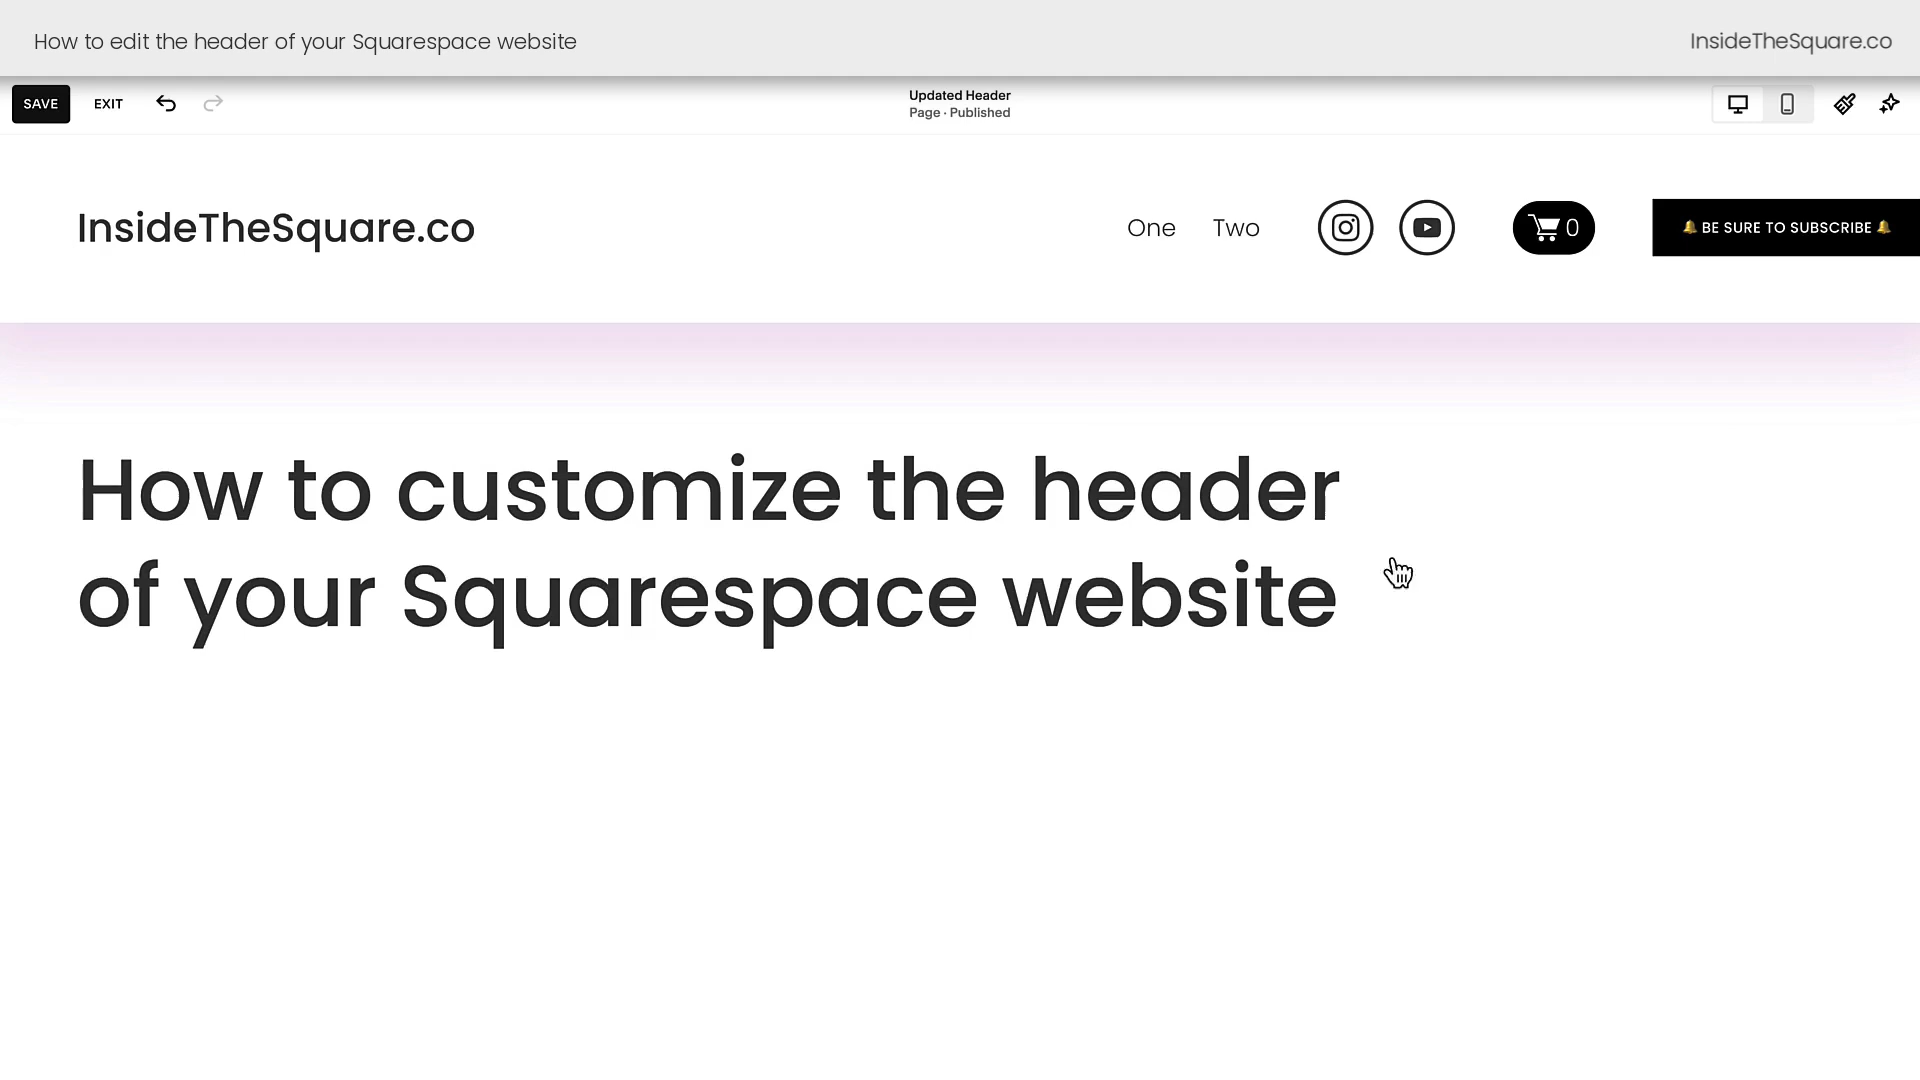 How to edit the header of your Squarespace website
InsideTheSquare.co
SAVE
EXIT
Updated Header
Page · Published
InsideTheSquare.co
One
Two
0
🔔 BE SURE TO SUBSCRIBE 🔔
How to customize the header
of your Squarespace website